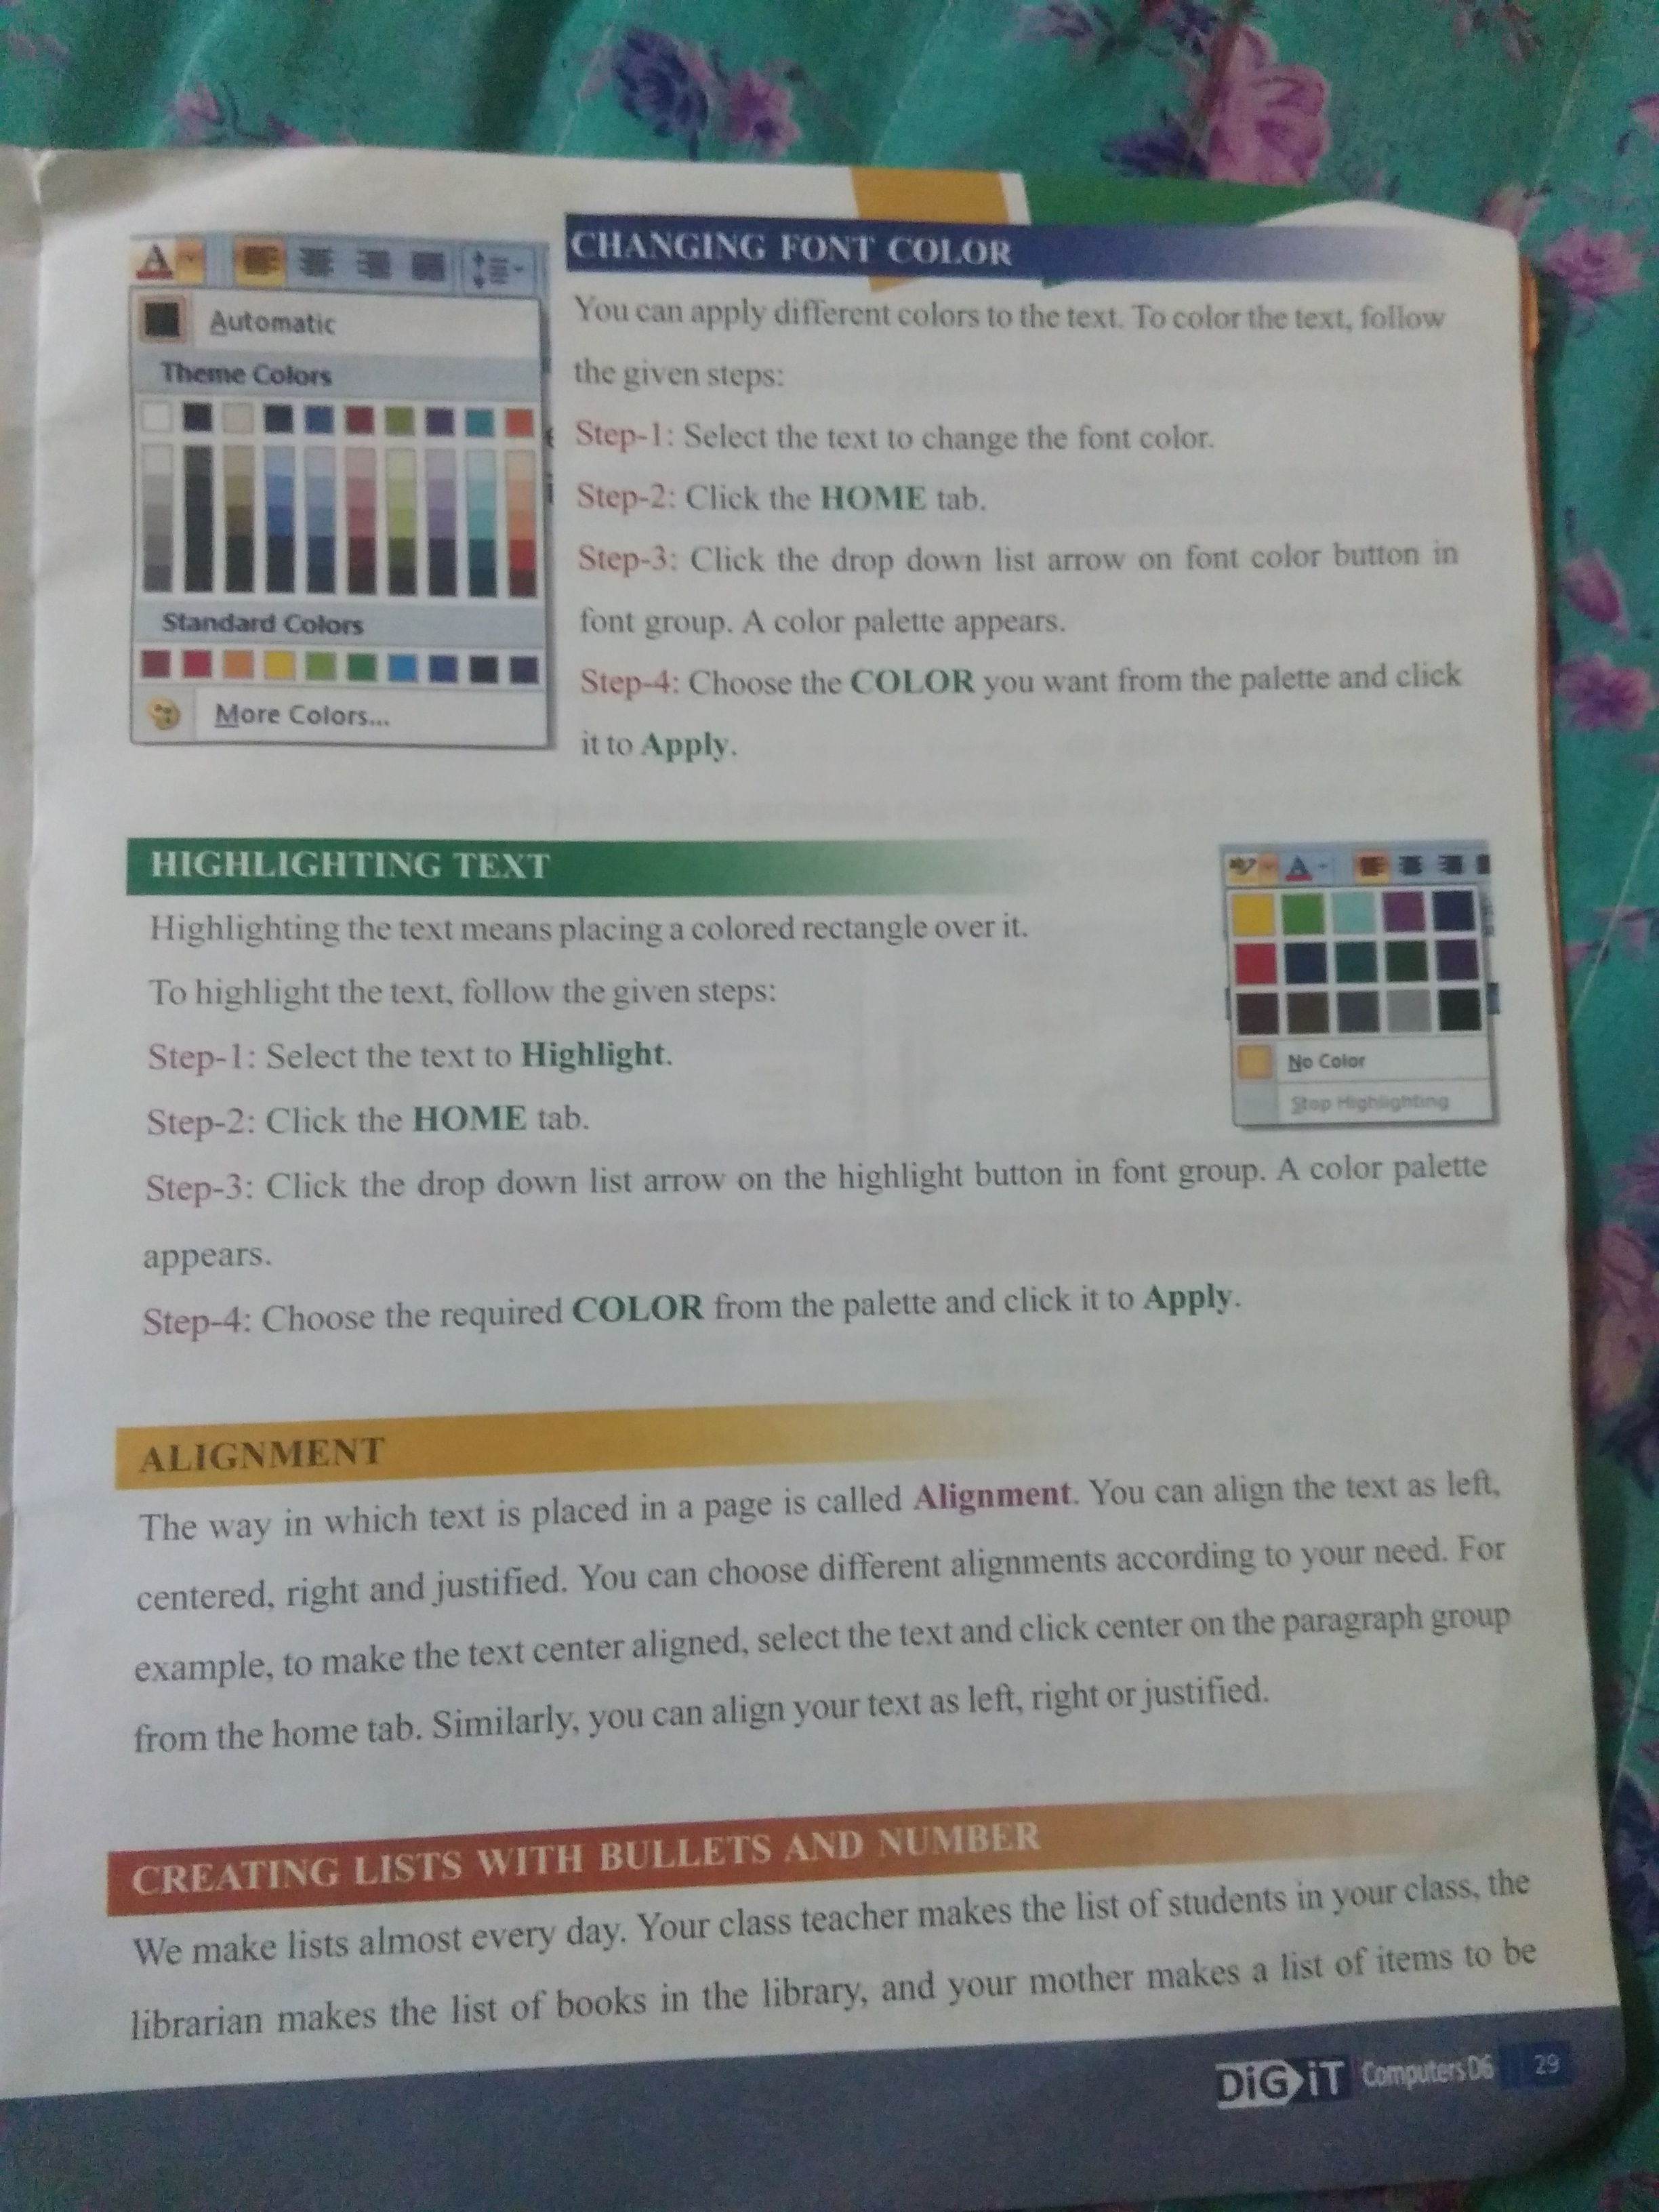 CHANGING FONT COLOR
Automatic
Theme Colors
Standard Colors
More Colors...
You can apply different colors to the text. To color the text, follow
the given steps:
Step-1: Select the text to change the font color.
Step-2: Click the HOME tab.
Step-3: Click the drop down list arrow on font color button in
font group. A color palette appears.
Step-4: Choose the COLOR you want from the palette and click
it to Apply.
HIGHLIGHTING TEXT
Highlighting the text means placing a colored rectangle over it.
To highlight the text, follow the given steps:
Step-1: Select the text to Highlight.
Step-2: Click the HOME tab.
No Color
Stop Highlighting
Step-3: Click the drop down list arrow on the highlight button in font group. A color palette
appears.
Step-4: Choose the required COLOR from the palette and click it to Apply.
ALIGNMENT
The way in which text is placed in a page is called Alignment. You can align the text as left,
centered, right and justified. You can choose different alignments according to your need. For
example, to make the text center aligned, select the text and click center on the paragraph group
from the home tab. Similarly, you can align your text as left, right or justified.
CREATING LISTS WITH BULLETS AND NUMBER
We make lists almost every day. Your class teacher makes the list of students in your class, the
librarian makes the list of books in the library, and your mother makes a list of items to be
DiGiT Computers 06 29